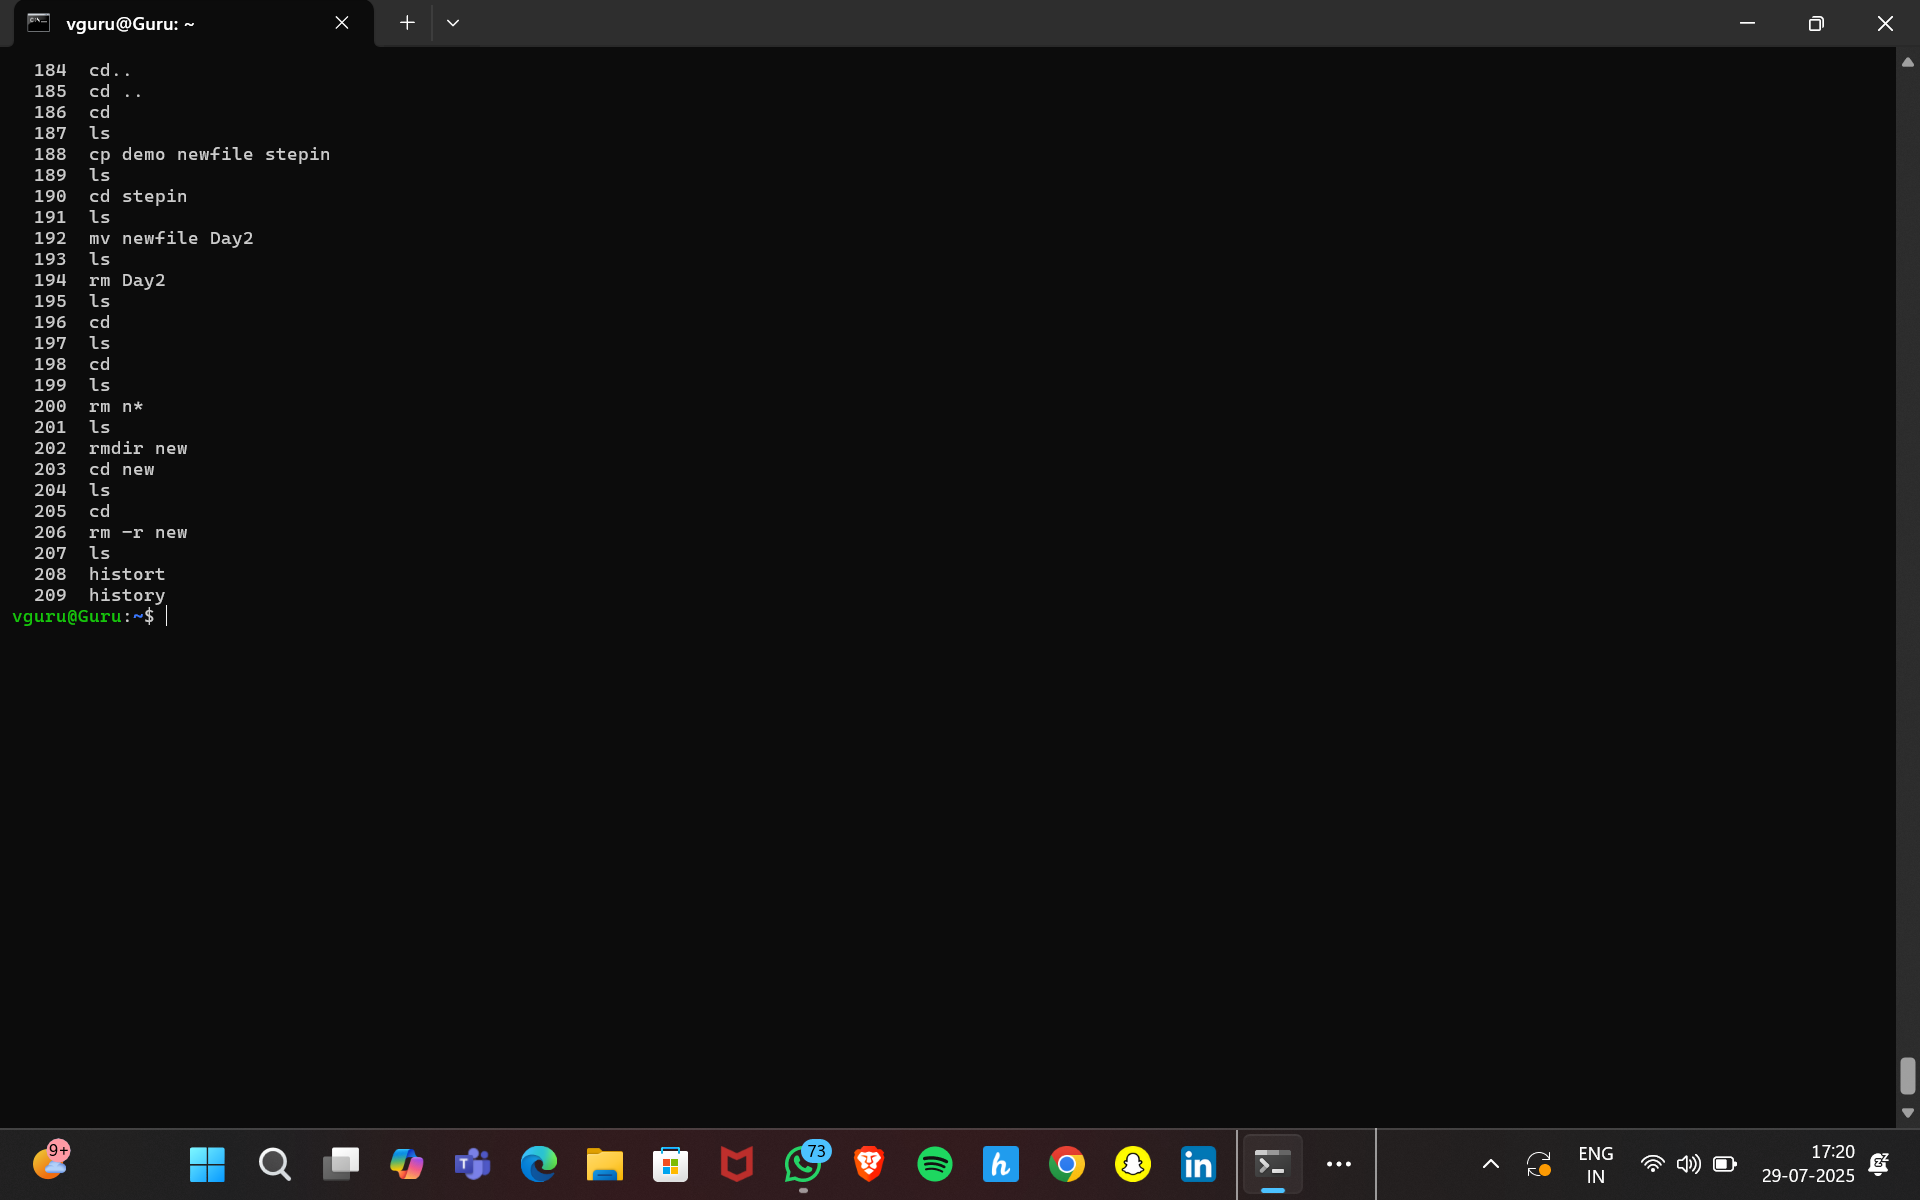 vguru@Guru: ~
184 cd..
185 cd ..
186 cd
187 ls
188 cp demo newfile stepin
189 ls
190 cd stepin
191 ls
192 mv newfile Day2
193 ls
194 rm Day2
195 ls
196 cd
197 ls
198 cd
199 ls
200 rm n*
201 ls
202 rmdir new
203 cd new
204 ls
205 cd
206 rm -r new
207 ls
208 histort
209 history
vguru@Guru:~$
9+
T
73
h
in
ENG
IN
17:20
29-07-2025